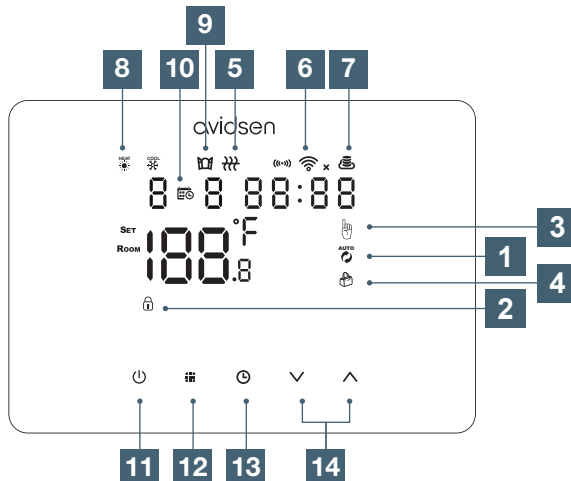 9
8 10 5 6 7
avidsen
HEAT COOL
8 8 88:88
SET °F
ROOM 188.8
AUTO
3
1
4
2
11 12 13 14